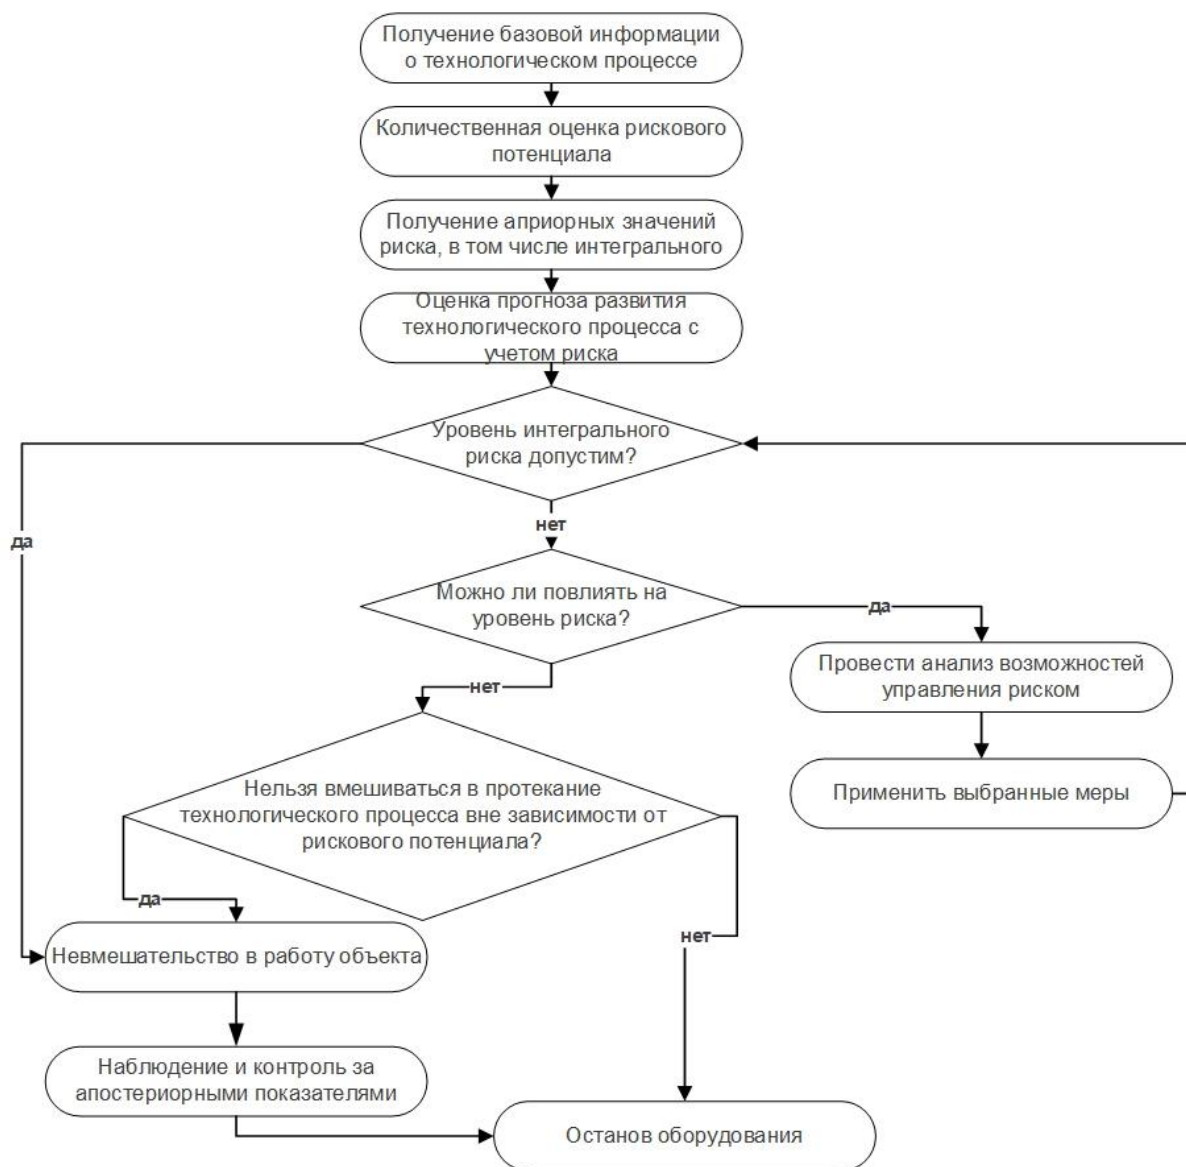 Получение базовой информации
о технологическом процессе
Количественная оценка рискового
потенциала
Получение априорных значений
риска, в том числе интегрального
Оценка прогноза развития
технологического процесса с
учетом риска
Уровень интегрального
риска допустим?
да
нет
Можно ли повлиять на
уровень риска?
да
Провести анализ возможностей
управления риском
нет
Применить выбранные меры
Нельзя вмешиваться в протекание
технологического процесса вне зависимости от
рискового потенциала?
да
нет
Невмешательство в работу объекта
Наблюдение и контроль за
апостериорными показателями
Останов оборудования